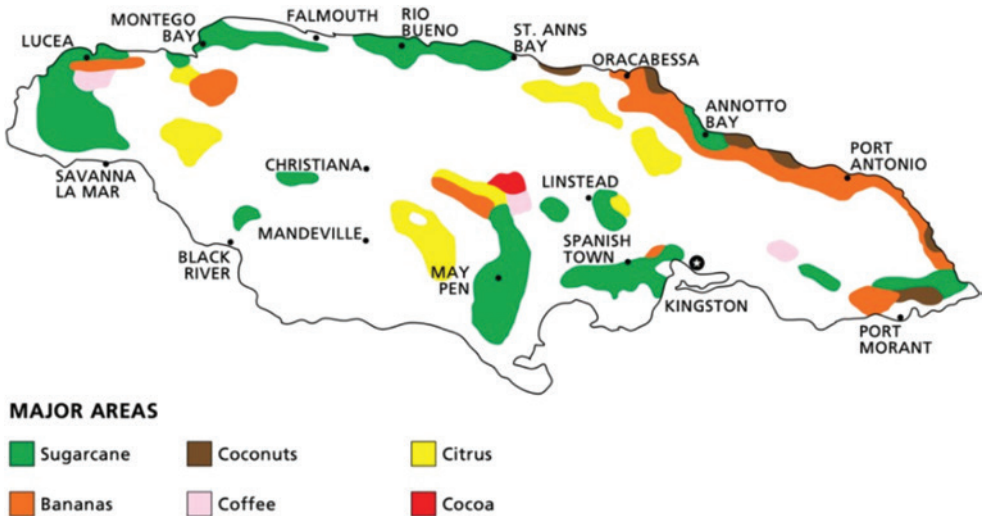 FALMOUTH
RIO
BUENO
MONTEGO
BAY
ST. ANNS
BAY
LUCEA
ORACABESSA
ANNOTTO
BAY
PORT
ANTONIO
CHRISTIANA
SAVANNA
LA MAR
LINSTEAD
MANDEVILLE
BLACK
RIVER
SPANISH
TOWN
MAY
PEN
KINGSTON
PORT
MORANT
MAJOR AREAS
Sugarcane
Coconuts
Citrus
Bananas
Coffee
Cocoa